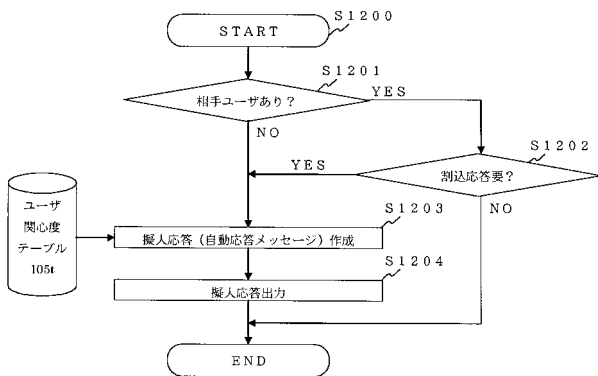 START
S1200
相手ユーザあり?
S1201
YES
NO
割込応答要?
S1202
YES
NO
ユーザ
関心度
テーブル
105t
擬人応答(自動応答メッセージ)作成
S1203
擬人応答出力
S1204
END